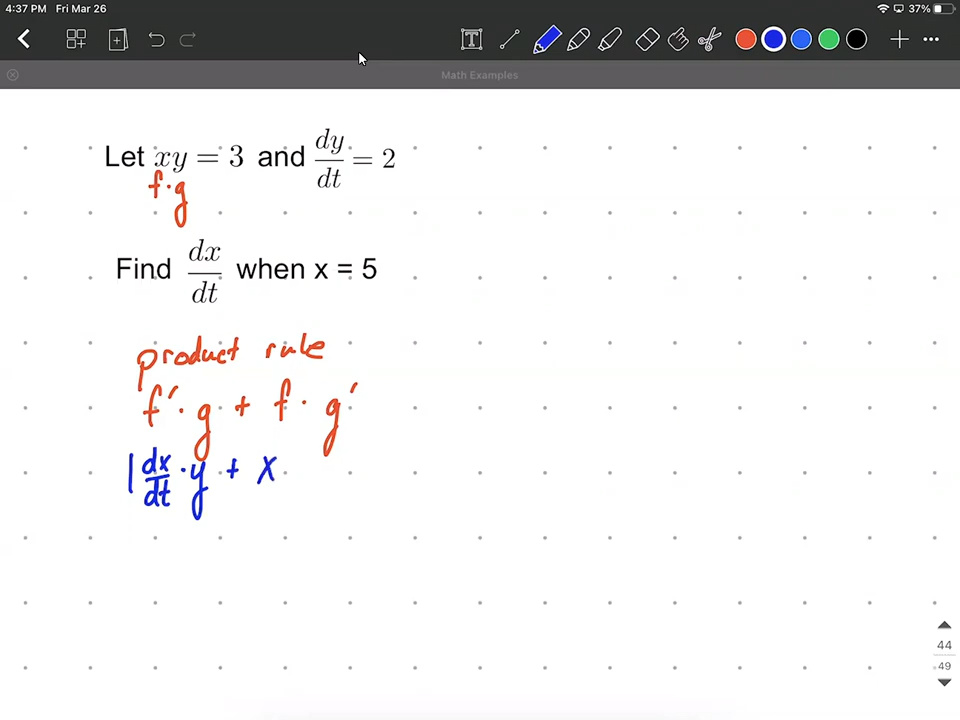 4:37 PM Fri Mar 26
37%
Math Examples
Let xy = 3 and dy/dt = 2
f · g
Find dx/dt when x = 5
product rule
f′ · g + f · g′
1 dx/dt · y + x
44
49